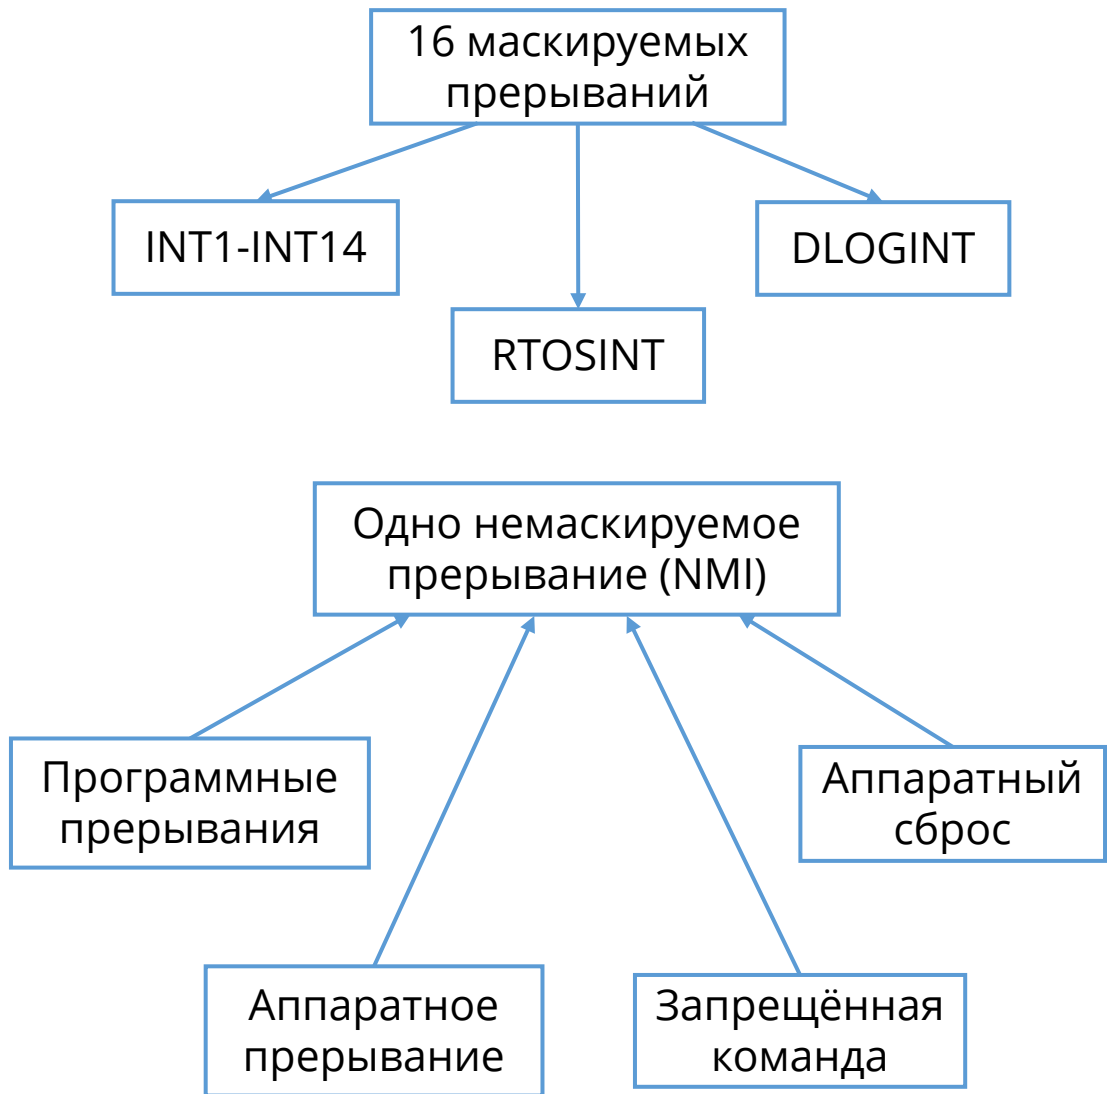 16 маскируемых
прерываний
INT1-INT14
DLOGINT
RTOSINT
Одно немаскируемое
прерывание (NMI)
Программные
прерывания
Аппаратный
сброс
Аппаратное
прерывание
Запрещённая
команда